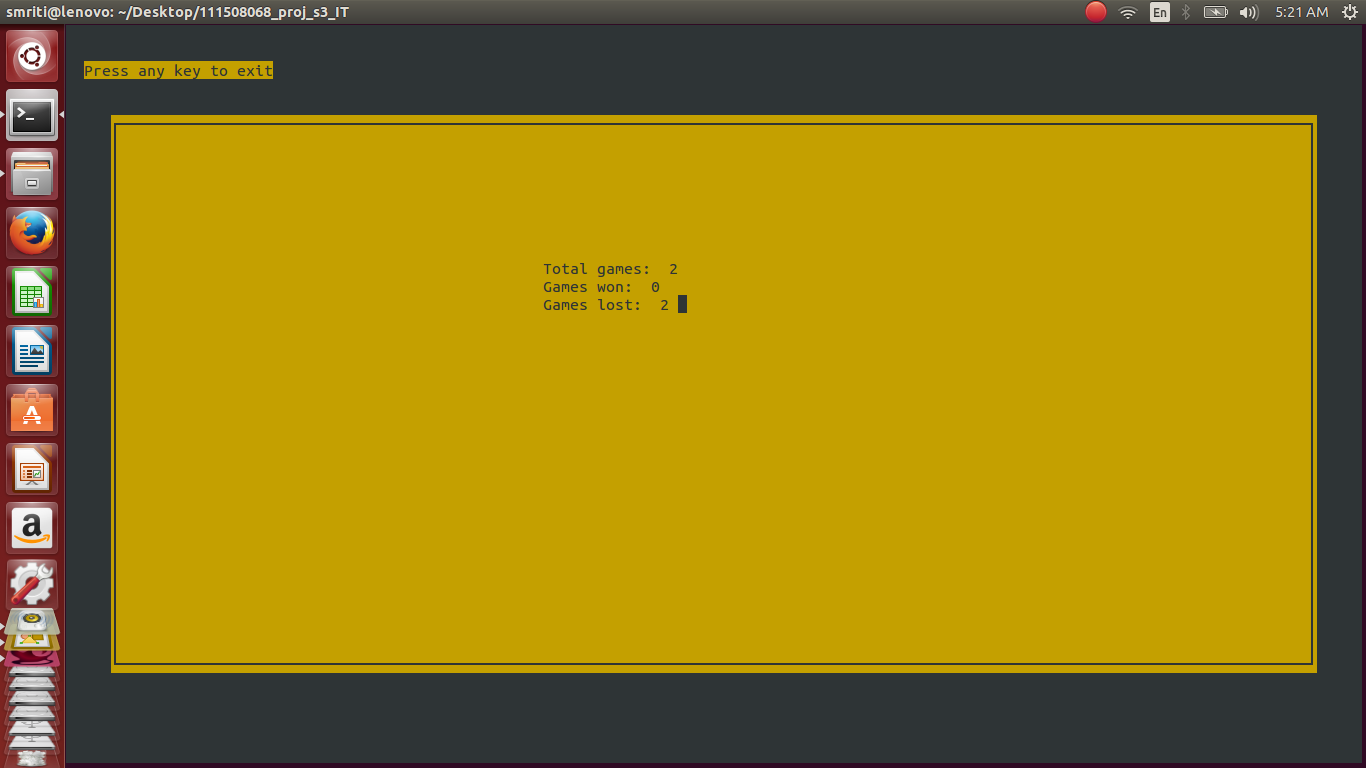 smriti@lenovo: ~/Desktop/111508068_proj_s3_IT
En
5:21 AM
Press any key to exit
Total games:  2
Games won:  0
Games lost:  2